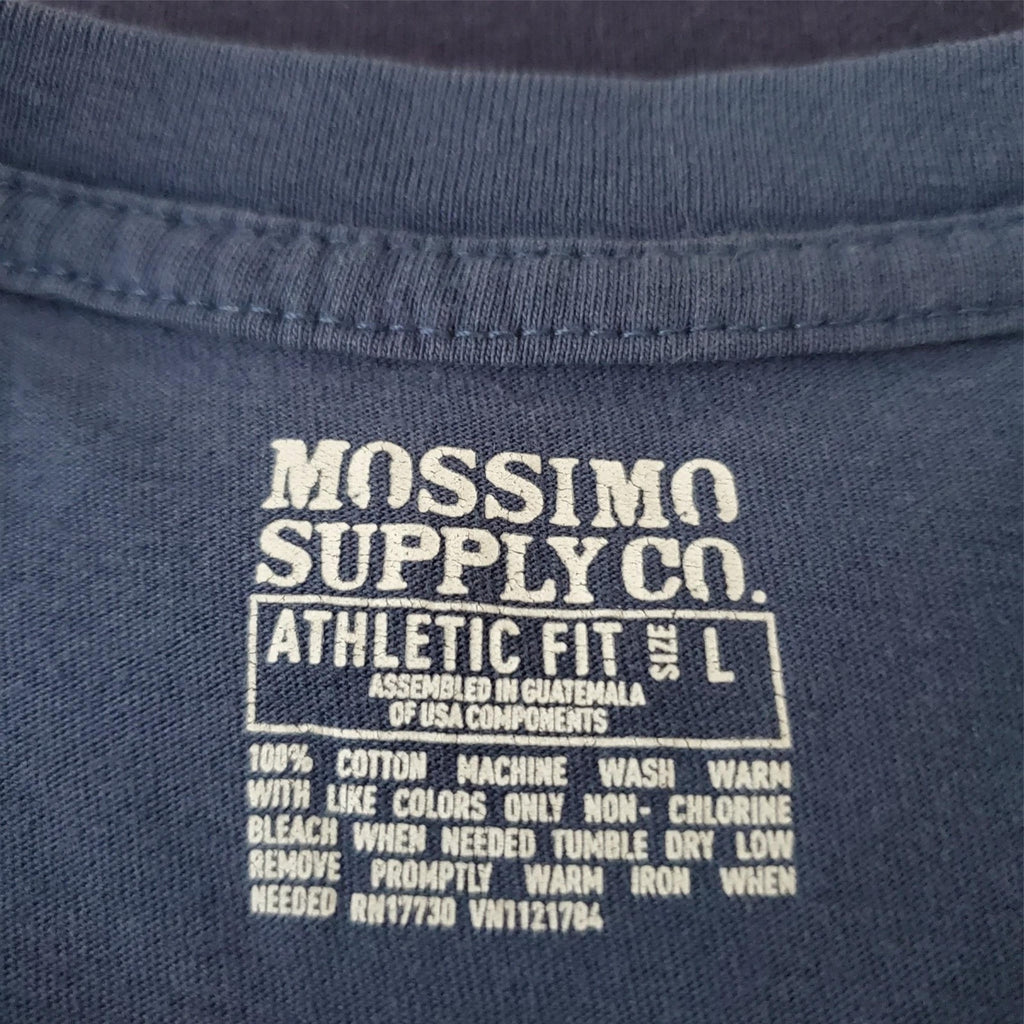 MOSSIMO
SUPPLY CO.
ATHLETIC FIT SIZE L
ASSEMBLED IN GUATEMALA
OF USA COMPONENTS
100% COTTON MACHINE WASH WARM
WITH LIKE COLORS ONLY NON- CHLORINE
BLEACH WHEN NEEDED TUMBLE DRY LOW
REMOVE PROMPTLY WARM IRON WHEN
NEEDED RN17730 VN1121784